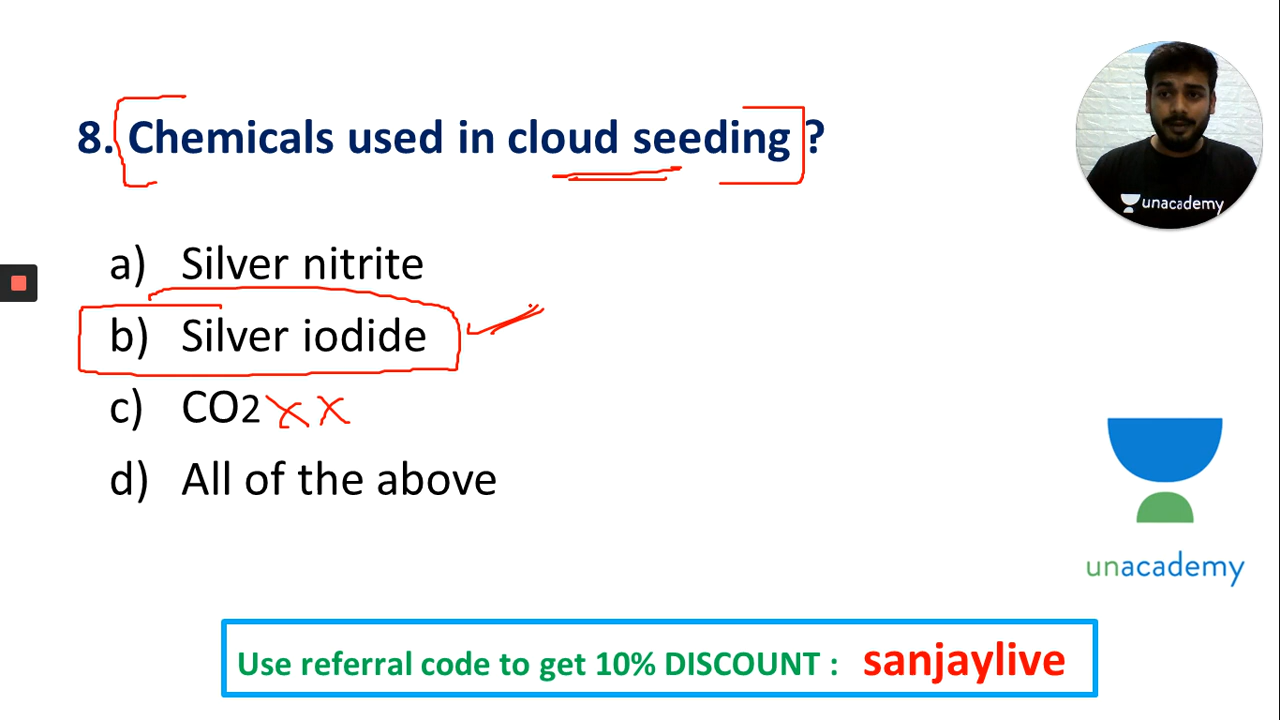 8. Chemicals used in cloud seeding ?
unacademy
a) Silver nitrite
b) Silver iodide
c) CO2
d) All of the above
unacademy
Use referral code to get 10% DISCOUNT : sanjaylive